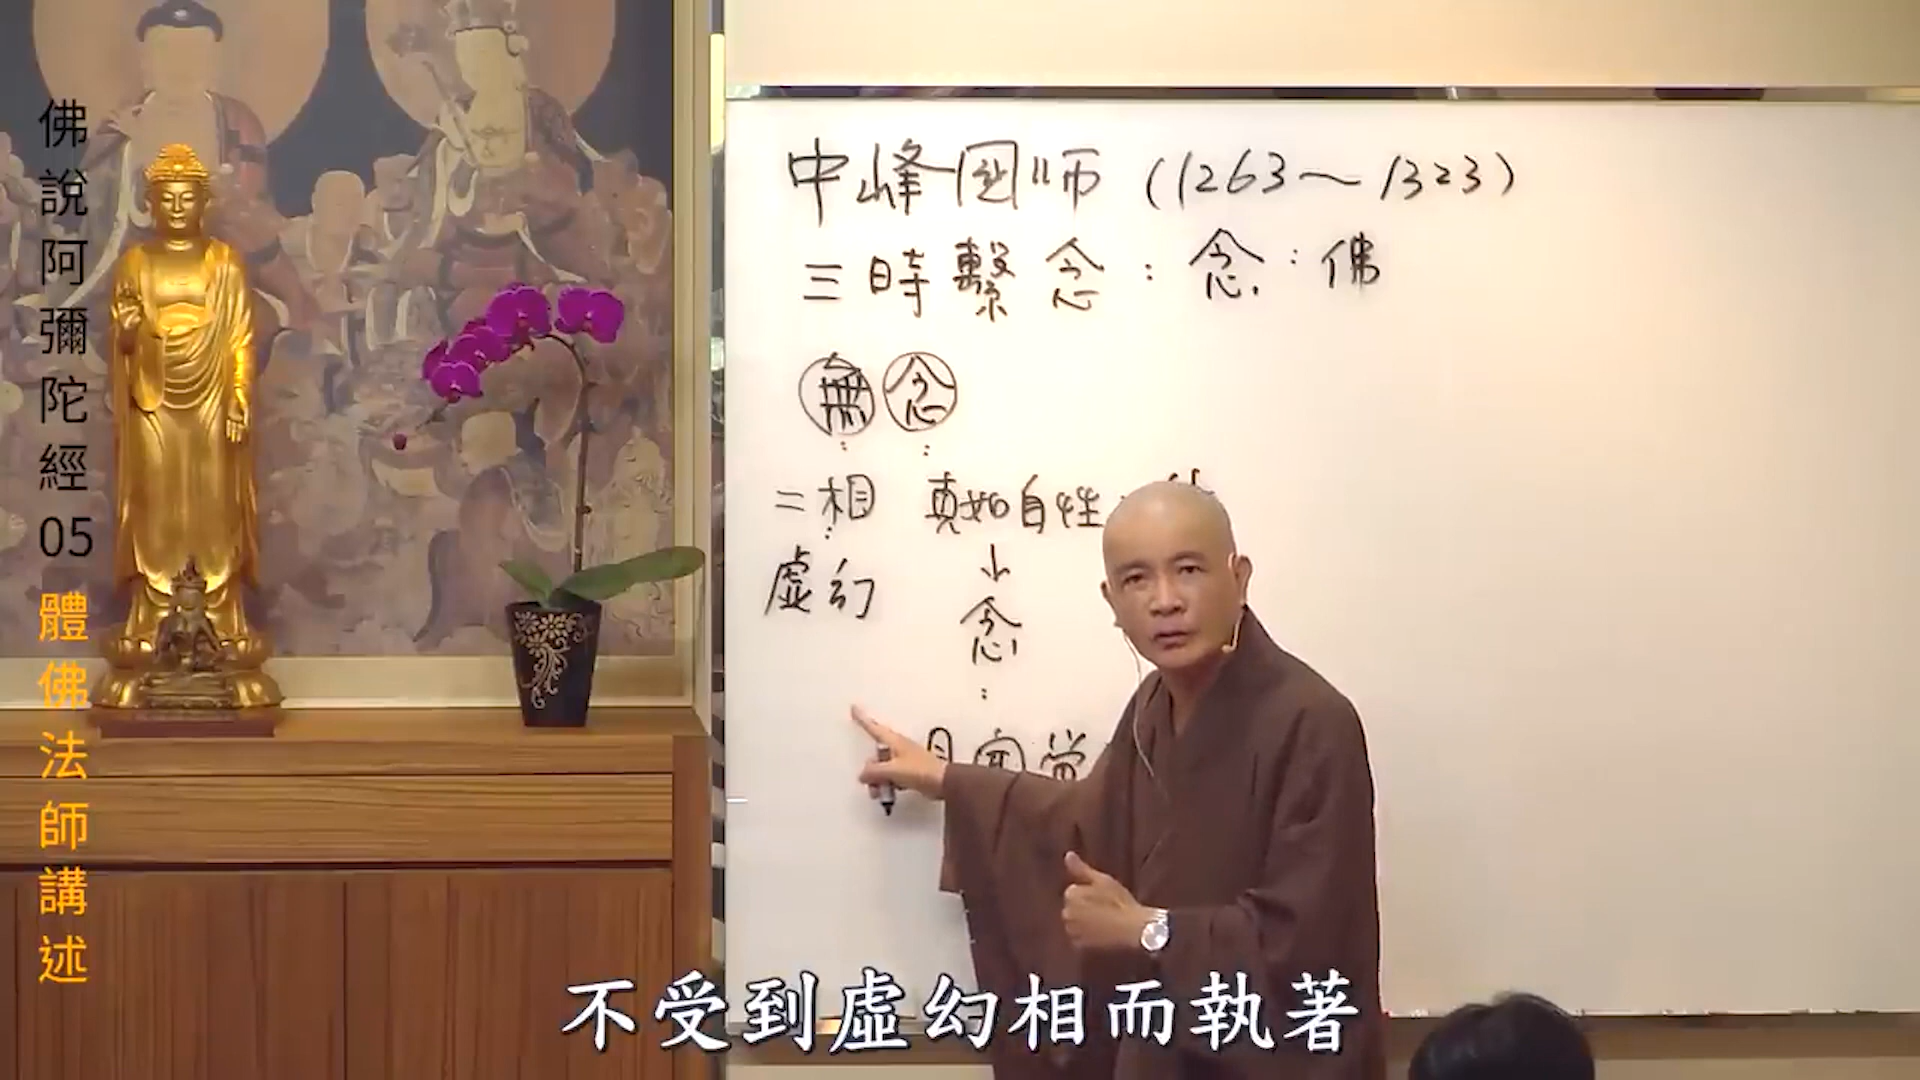 佛說阿彌陀經05 體佛法師講述
中峰國師 (1263~1323)
三時繫念:念:佛
無念
二相 真如自性
虛幻
念
不受到虛幻相而執著